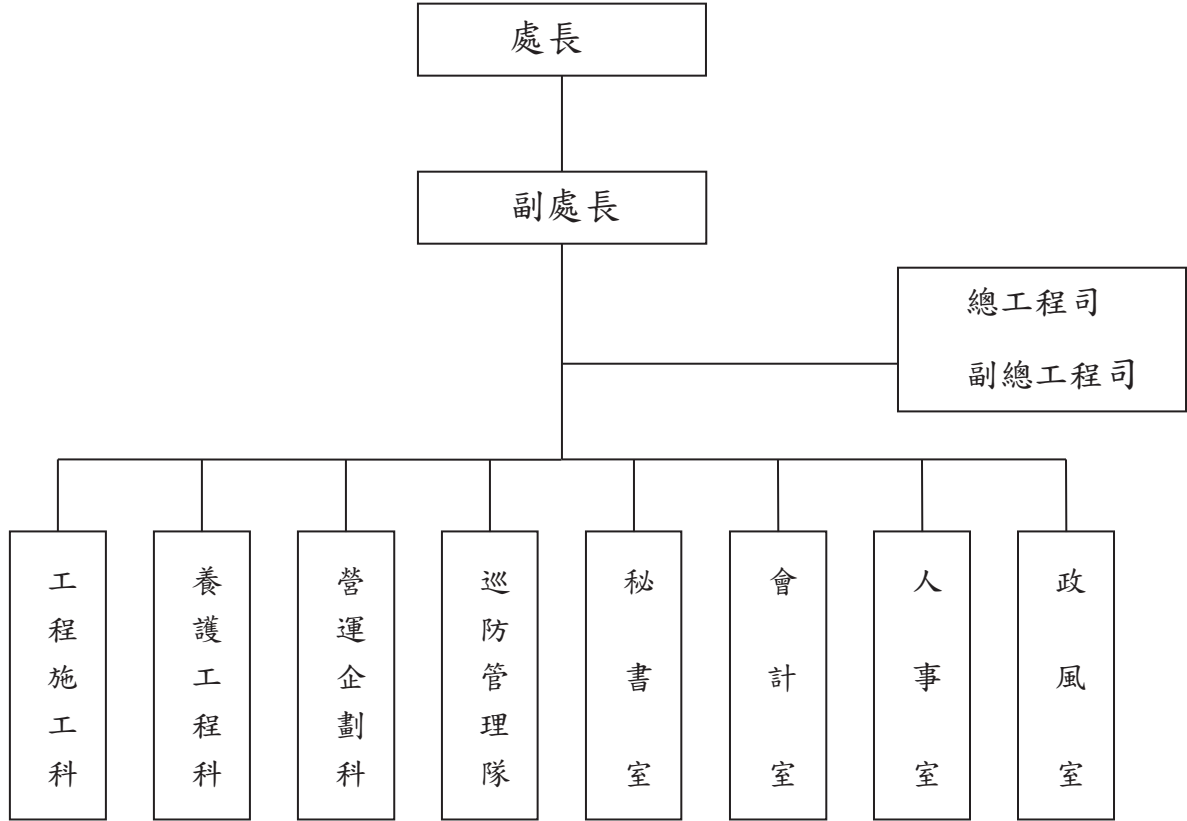 處長
副處長
總工程司
副總工程司
工程施工科
養護工程科
營運企劃科
巡防管理隊
秘書室
會計室
人事室
政風室